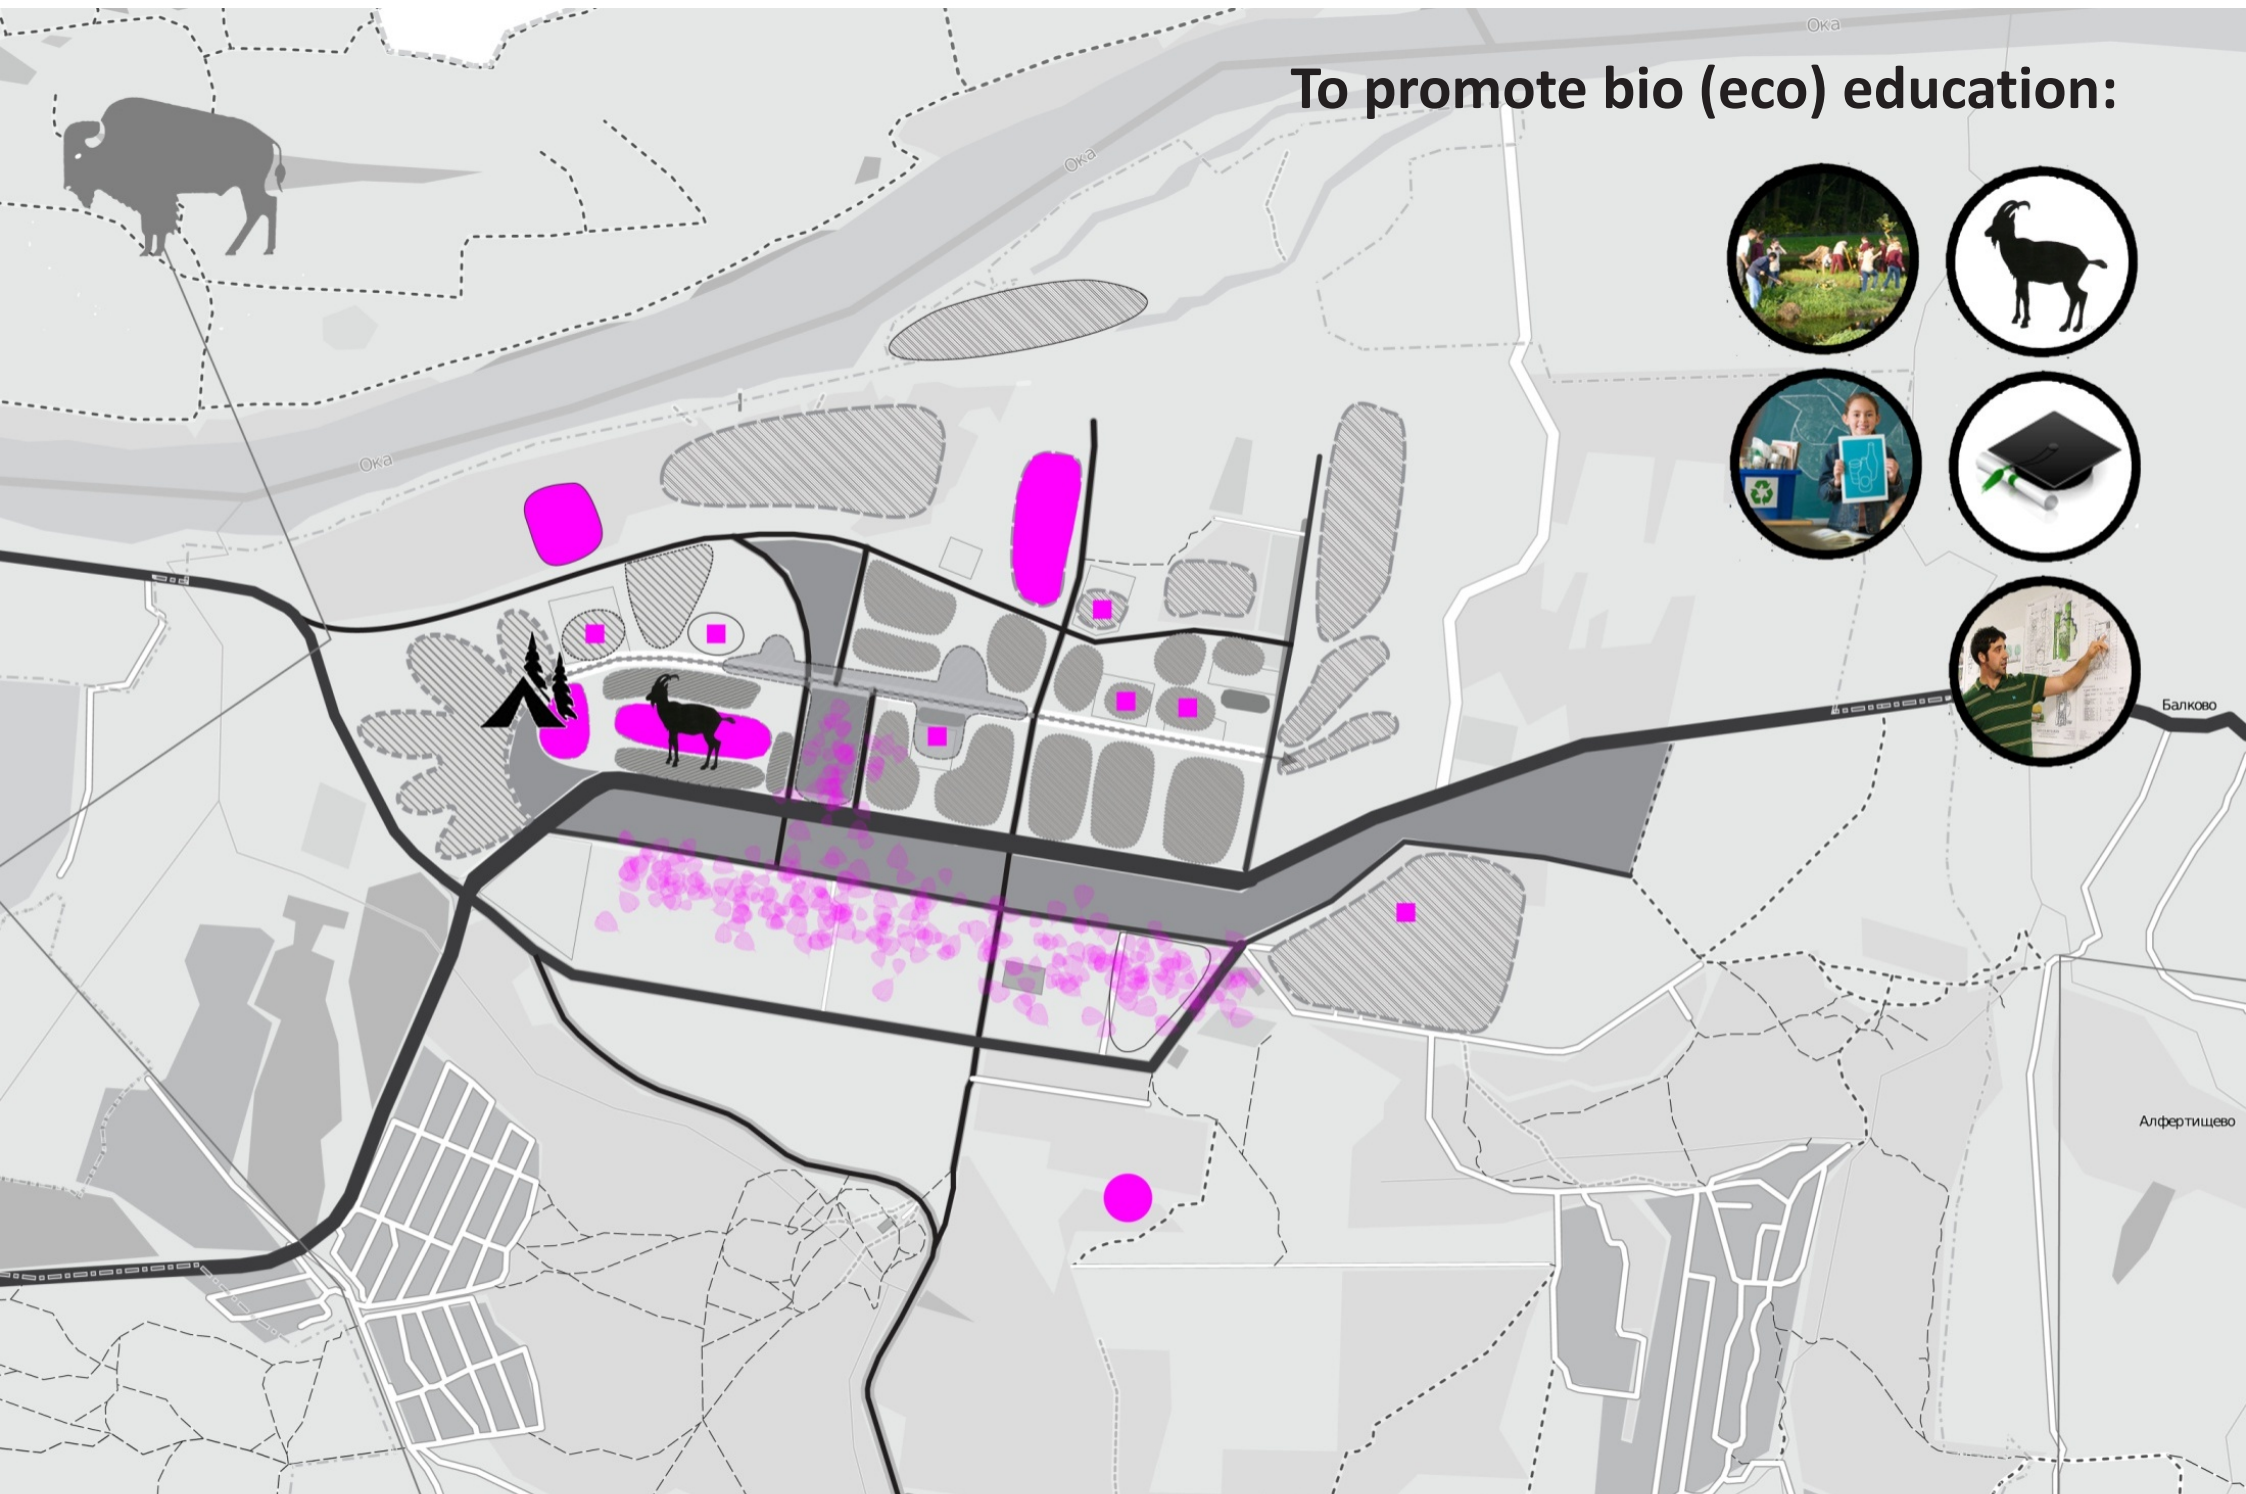 Ока
To promote bio (eco) education:
Ока
Ока
Балково
Алфертищево